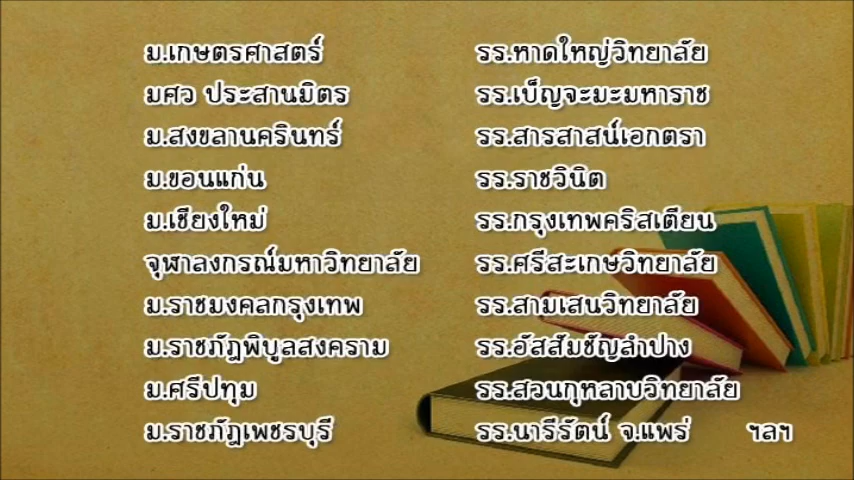 ม.เกษตรศาสตร์
มศว ประสานมิตร
ม.สงขลานครินทร์
ม.ขอนแก่น
ม.เชียงใหม่
จุฬาลงกรณ์มหาวิทยาลัย
ม.ราชมงคลกรุงเทพ
ม.ราชภัฏพิบูลสงคราม
ม.ศรีปทุม
ม.ราชภัฏเพชรบุรี
รร.หาดใหญ่วิทยาลัย
รร.เบ็ญจะมะมหาราช
รร.สารสาสน์เอกตรา
รร.ราชวินิต
รร.กรุงเทพคริสเตียน
รร.ศรีสะเกษวิทยาลัย
รร.สามเสนวิทยาลัย
รร.อัสสัมชัญลำปาง
รร.สวนกุหลาบวิทยาลัย
รร.นารีรัตน์ จ.แพร่ ฯลฯ